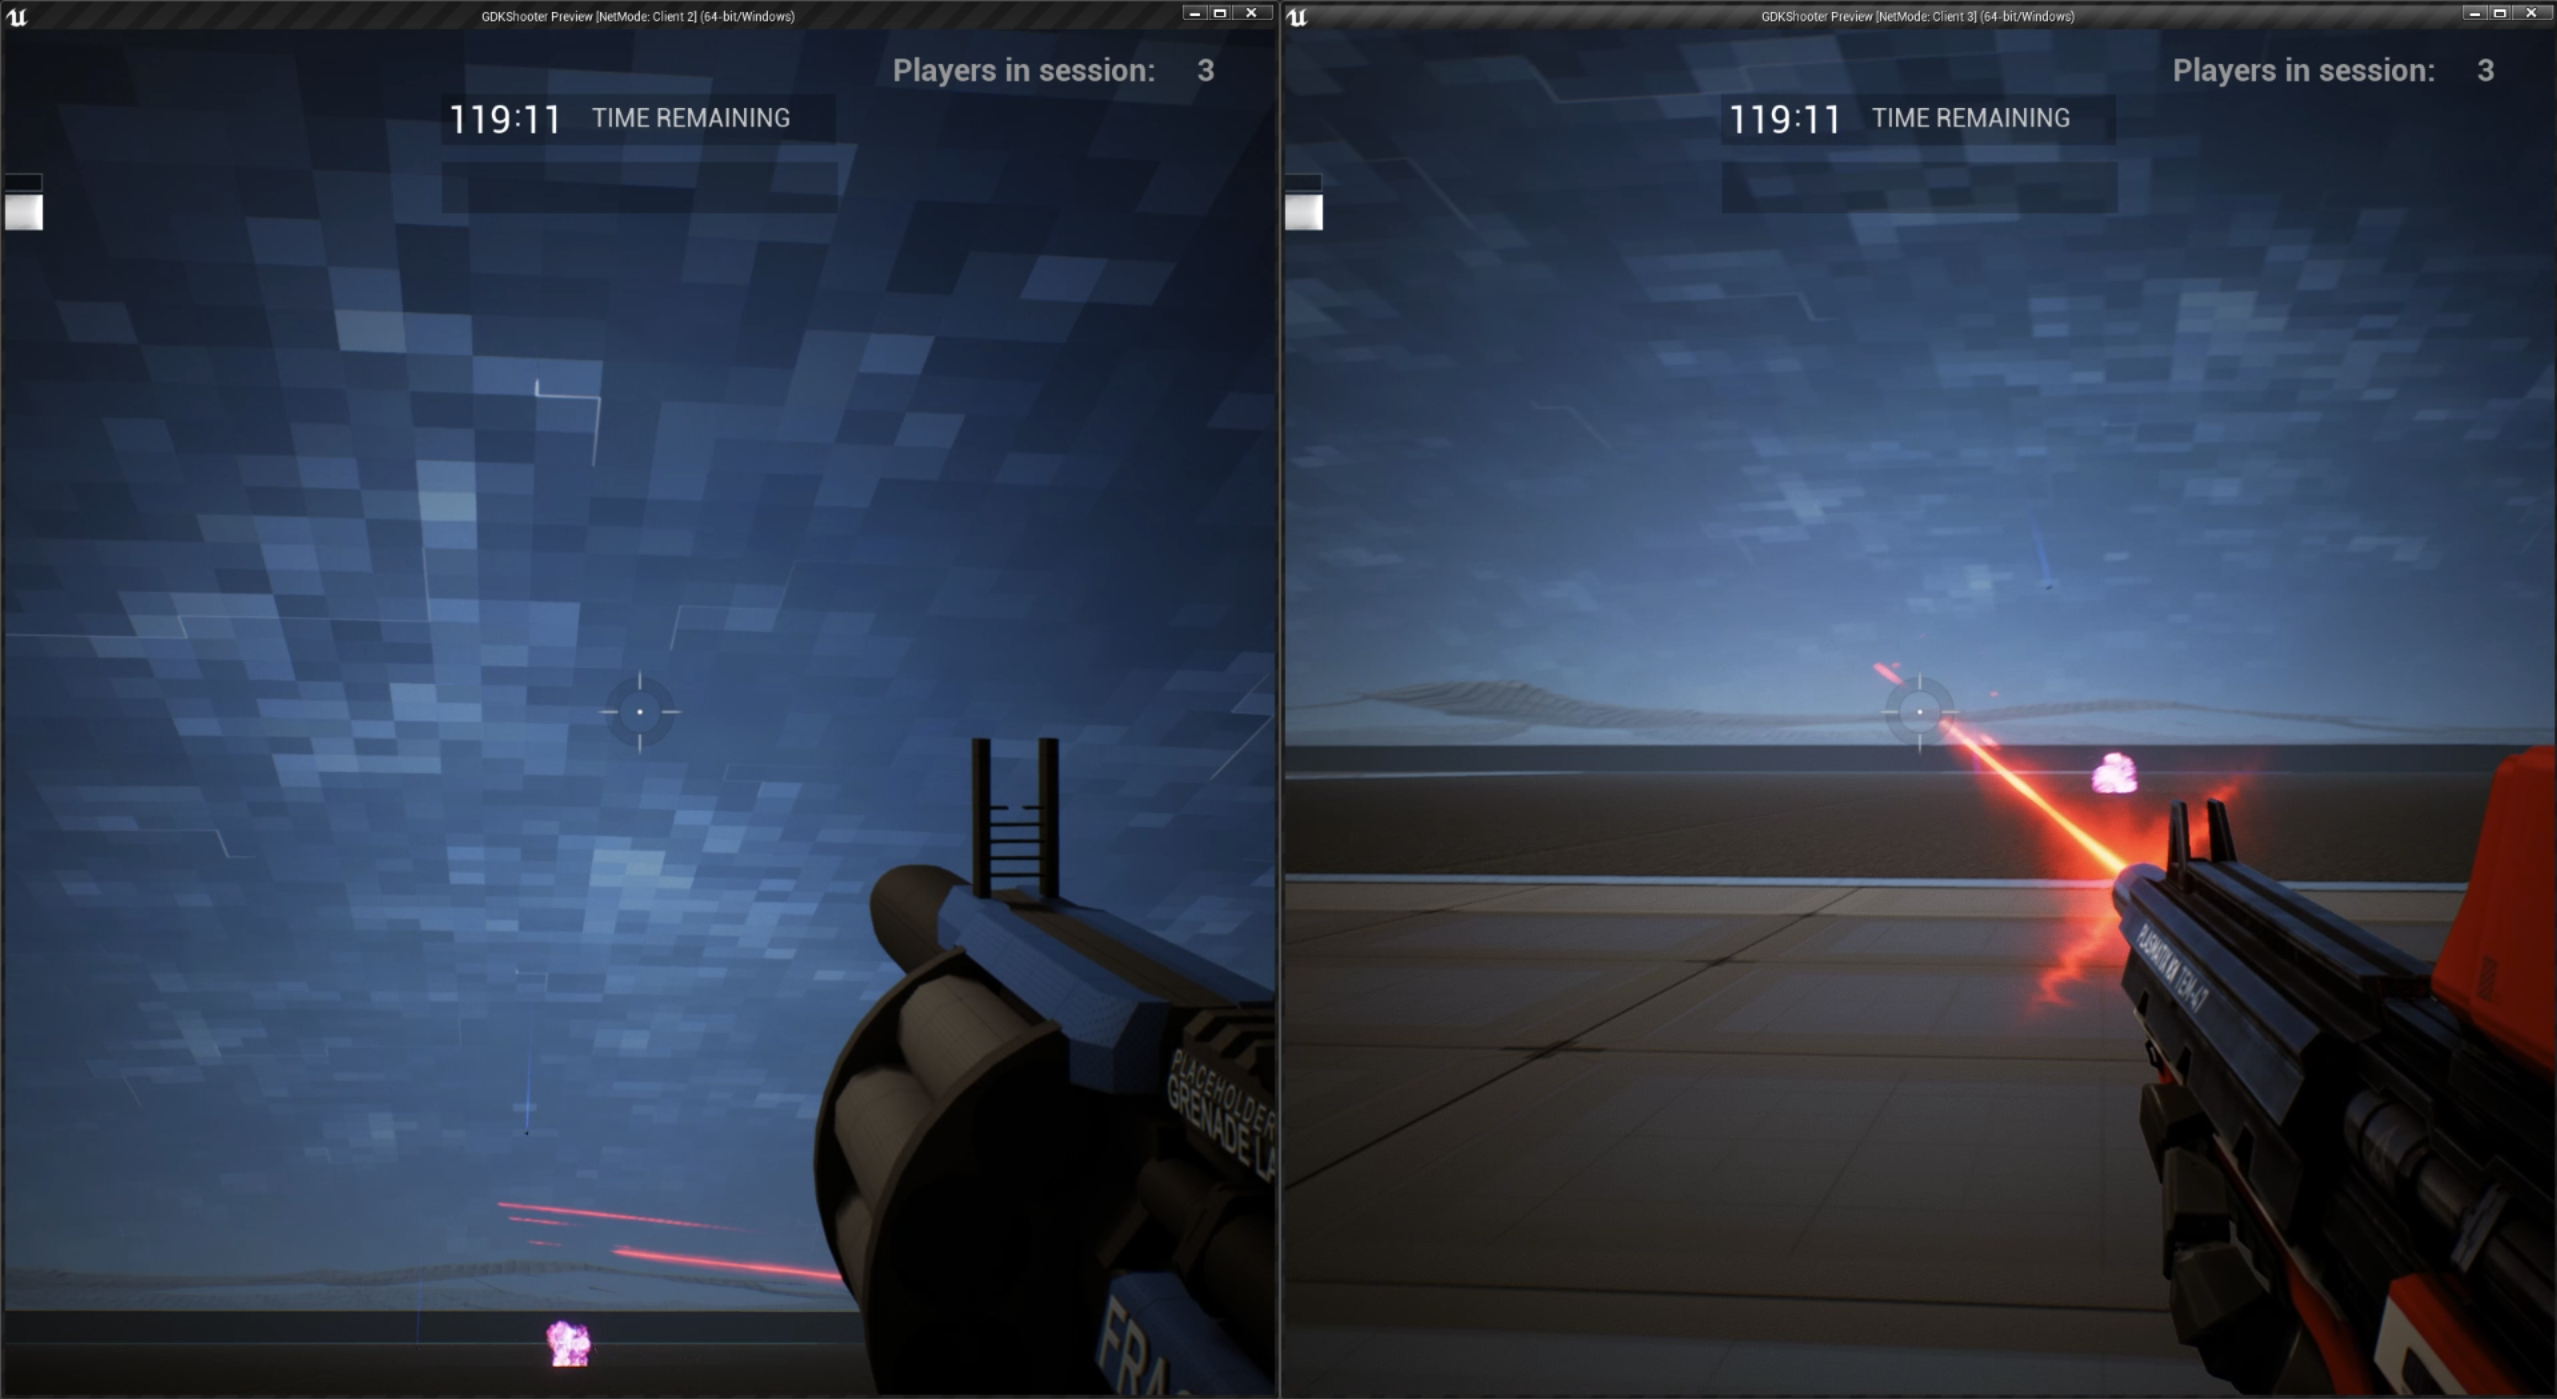 GDKShooter Preview [NetMode: Client 2] (64-bit/Windows)
Players in session: 3
119:11 TIME REMAINING
PLACEHOLDER
GRENADE LA
FRA
GDKShooter Preview [NetMode: Client 3] (64-bit/Windows)
Players in session: 3
119:11 TIME REMAINING